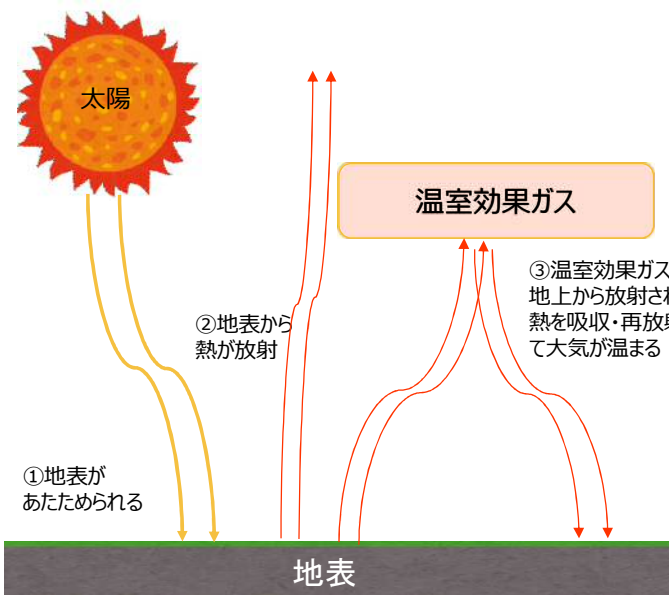 太陽
温室効果ガス
③温室効果ガス
地上から放射され
熱を吸収・再放射
て大気が温まる
②地表から
熱が放射
①地表が
あたためられる
地表